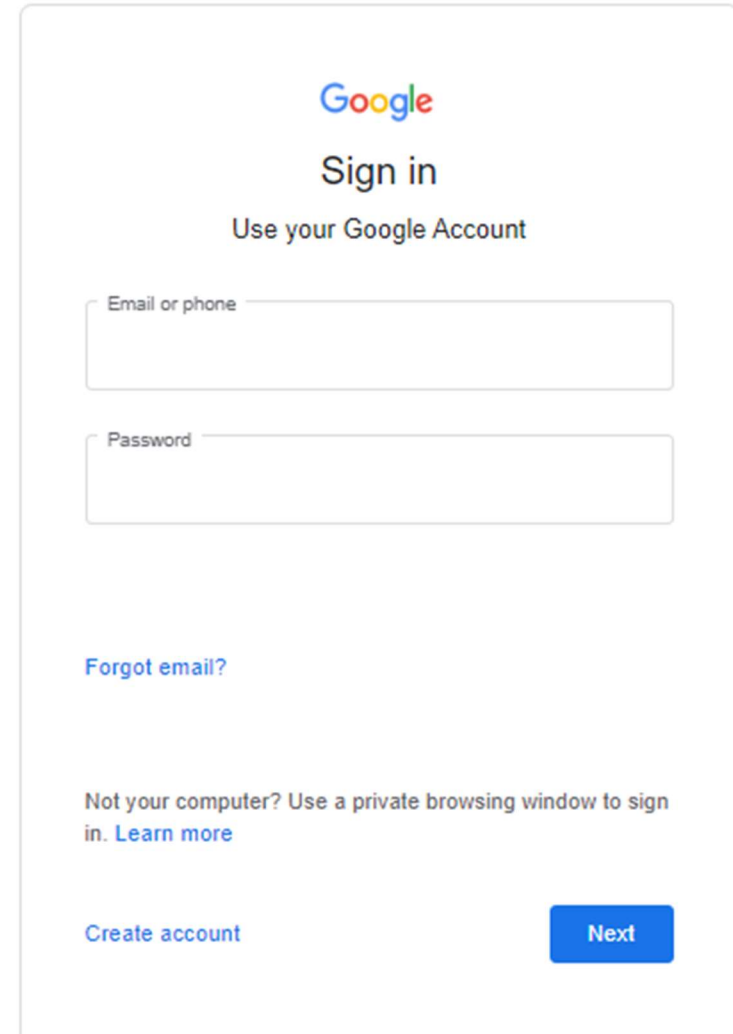 Google
Sign in
Use your Google Account
Email or phone
Password
Forgot email?
Not your computer? Use a private browsing window to sign
in. Learn more
Create account
Next